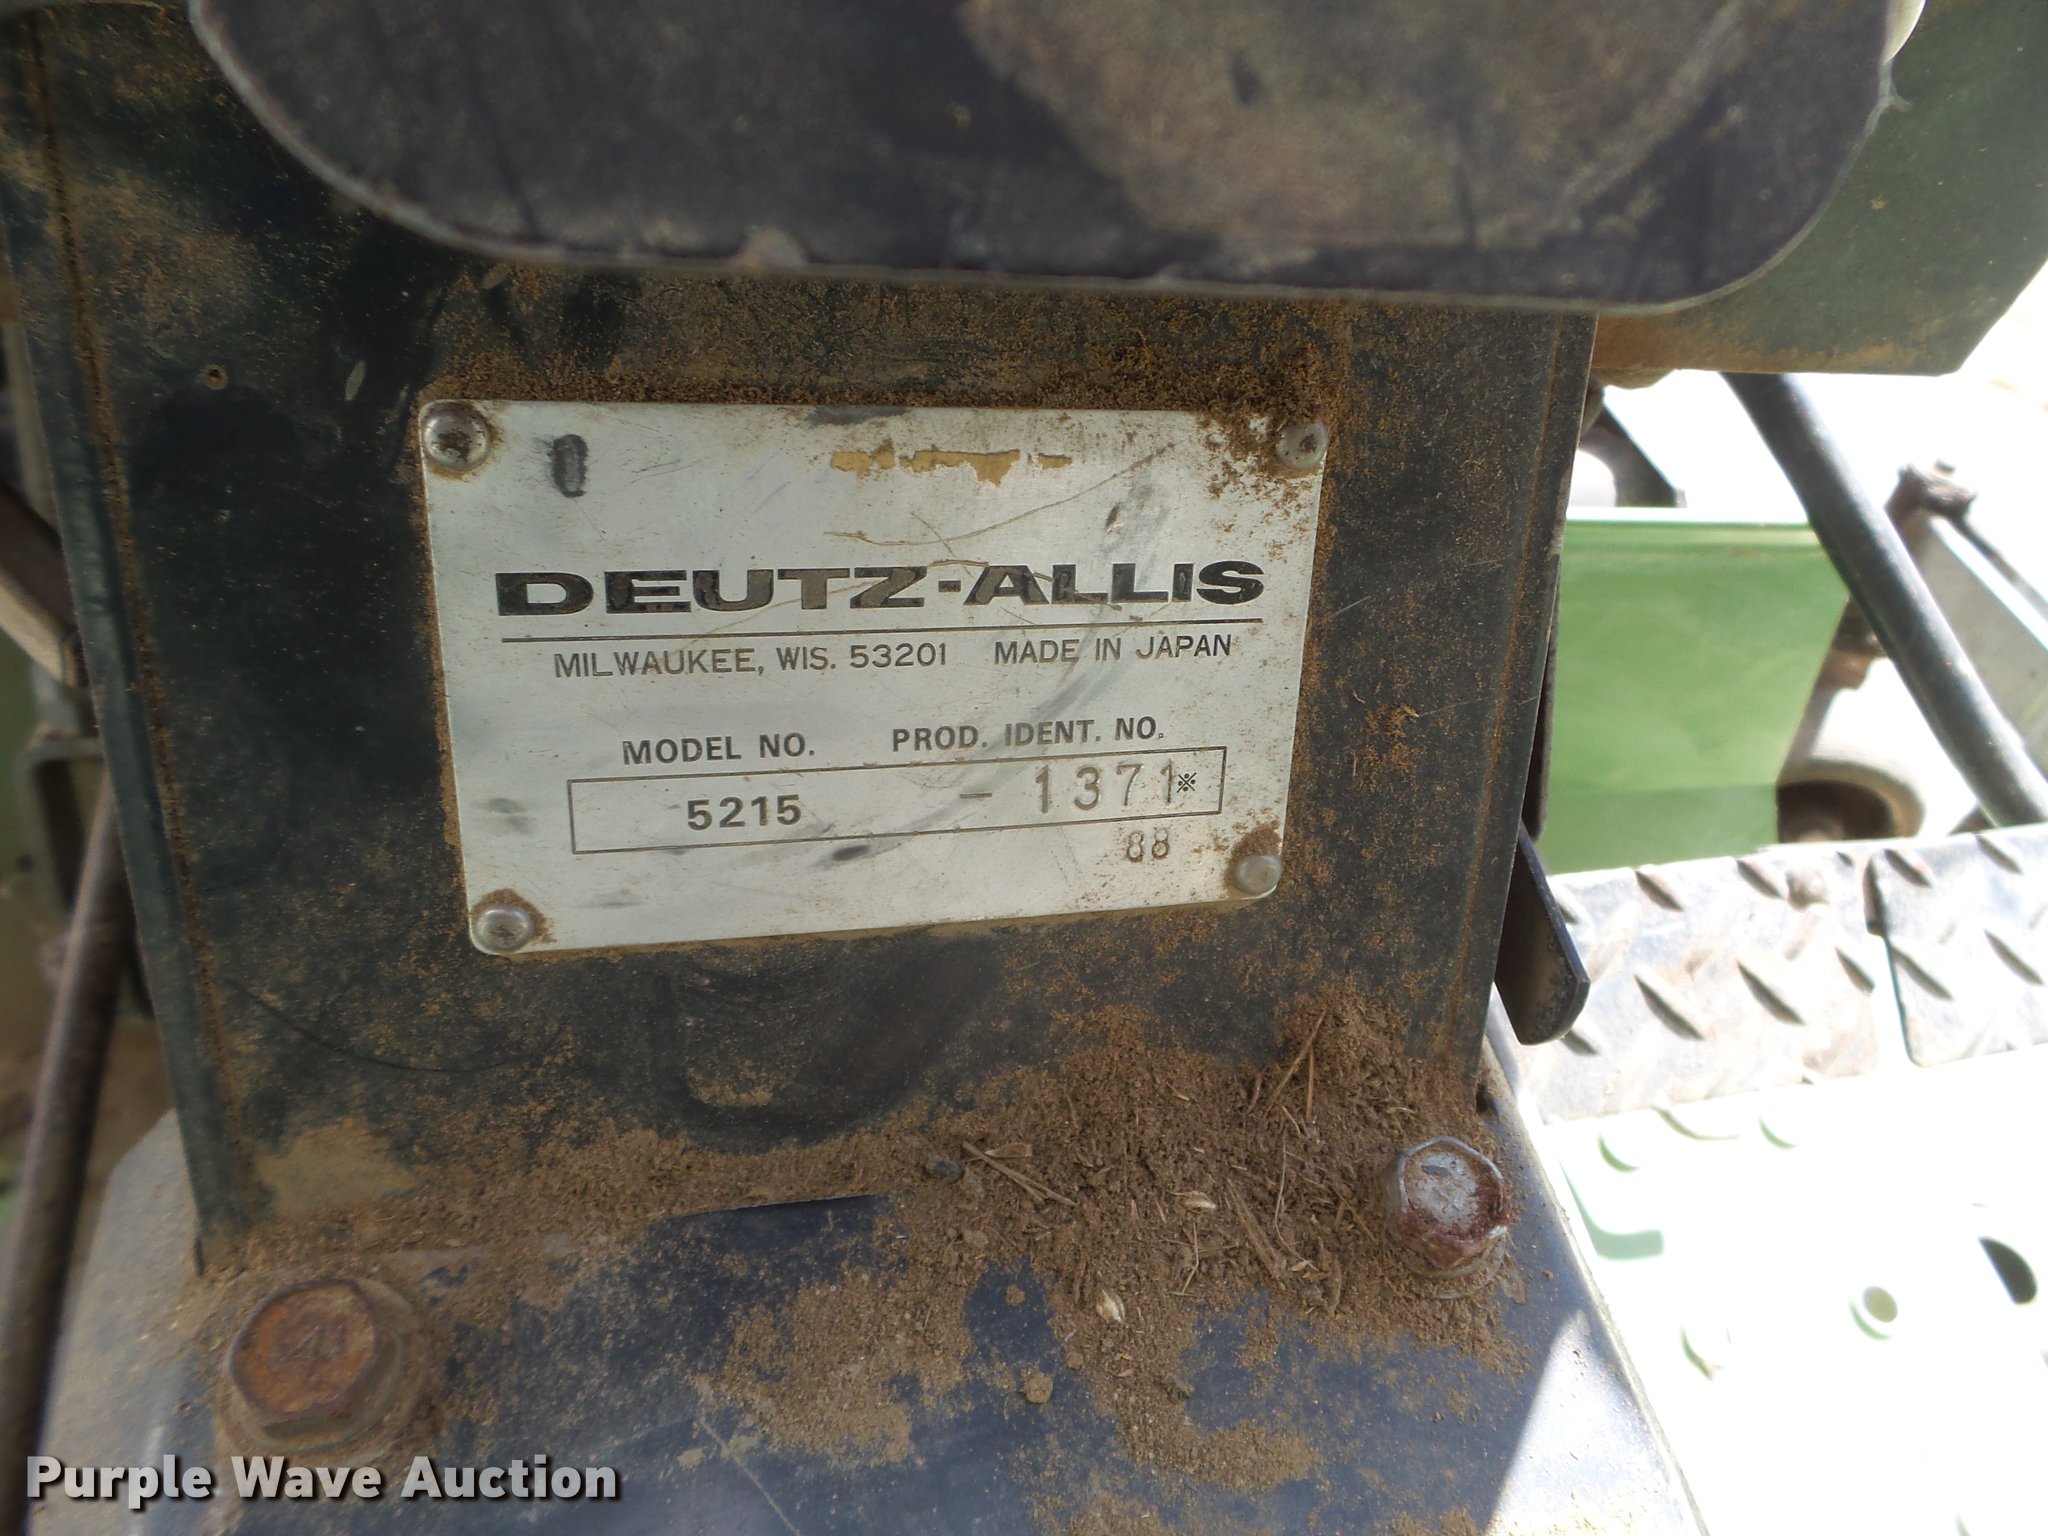 DEUTZ-ALLIS
MILWAUKEE, WIS. 53201 MADE IN JAPAN
MODEL NO. PROD. IDENT. NO.
5215 - 1371※
88
Purple Wave Auction